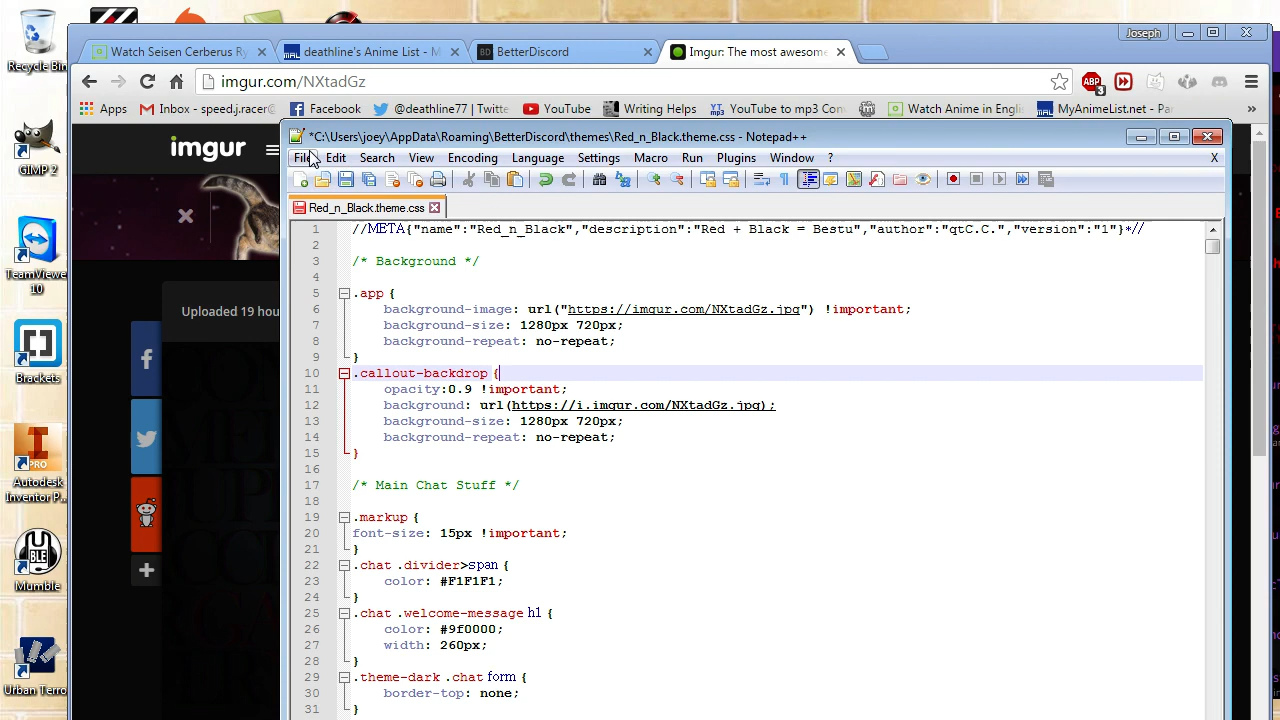 Joseph
Recycle Bin
Watch Seisen Cerberus Ry
MAL deathline's Anime List - M
BD BetterDiscord
Imgur: The most awesome
imgur.com/NXtadGz
ABP 3
Apps
Inbox - speed.j.racer@
Facebook
@deathline77 | Twitte
YouTube
Writing Helps
YouTube to mp3 Con
Watch Anime in Engli
MAL MyAnimeList.net - Pa
imgur
*C:\Users\joey\AppData\Roaming\BetterDiscord\themes\Red_n_Black.theme.css - Notepad++
File Edit Search View Encoding Language Settings Macro Run Plugins Window ? X
Red_n_Black.theme.css
1 //META{"name":"Red_n_Black","description":"Red + Black = Bestu","author":"qtC.C.","version":"1"}*//
2
3 /* Background */
4
5 .app {
6 background-image: url("https://imgur.com/NXtadGz.jpg") !important;
7 background-size: 1280px 720px;
8 background-repeat: no-repeat;
9 }
10 .callout-backdrop {
11 opacity:0.9 !important;
12 background: url(https://i.imgur.com/NXtadGz.jpg);
13 background-size: 1280px 720px;
14 background-repeat: no-repeat;
15 }
16
17 /* Main Chat Stuff */
18
19 .markup {
20 font-size: 15px !important;
21 }
22 .chat .divider>span {
23 color: #F1F1F1;
24 }
25 .chat .welcome-message h1 {
26 color: #9f0000;
27 width: 260px;
28 }
29 .theme-dark .chat form {
30 border-top: none;
31 }
Uploaded 19 hou
GIMP 2
TeamViewer
10
Brackets
PRO
Autodesk
Inventor P...
BLE
Mumble
Urban Terro